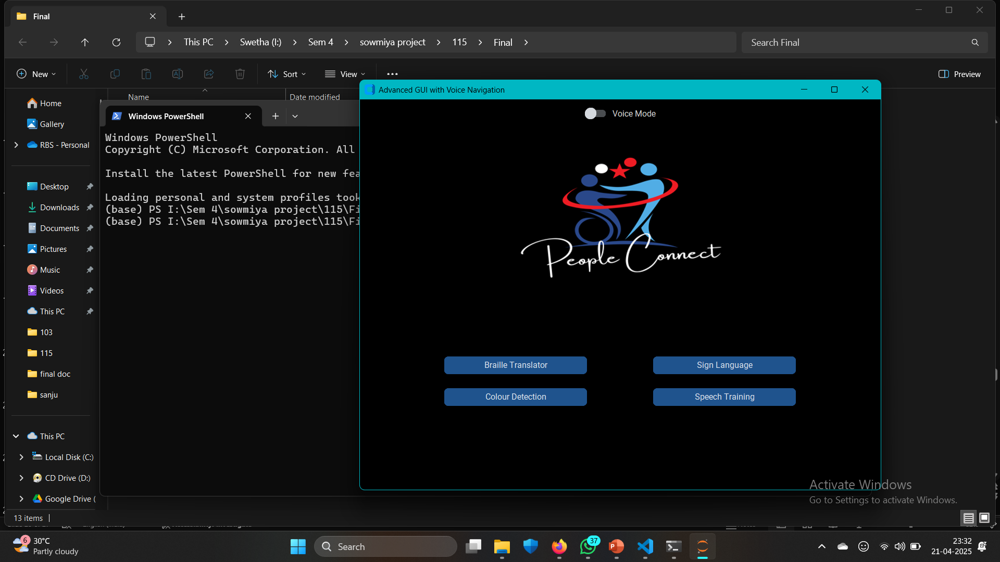 Final
This PC
Swetha (I:)
Sem 4
sowmiya project
115
Final
Search Final
New
Sort
View
Preview
Name
Date modified
Home
Gallery
RBS - Personal
Desktop
Downloads
Documents
Pictures
Music
Videos
This PC
103
115
final doc
sanju
This PC
Local Disk (C:)
CD Drive (D:)
Google Drive (
13 items
Windows PowerShell
Windows PowerShell
Copyright (C) Microsoft Corporation. All
Install the latest PowerShell for new fea
Loading personal and system profiles took
(base) PS I:\Sem 4\sowmiya project\115\Fi
(base) PS I:\Sem 4\sowmiya project\115\Fi
Advanced GUI with Voice Navigation
Voice Mode
People Connect
Braille Translator
Sign Language
Colour Detection
Speech Training
Activate Windows
Go to Settings to activate Windows.
6
30°C
Partly cloudy
Search
37
23:32
21-04-2025